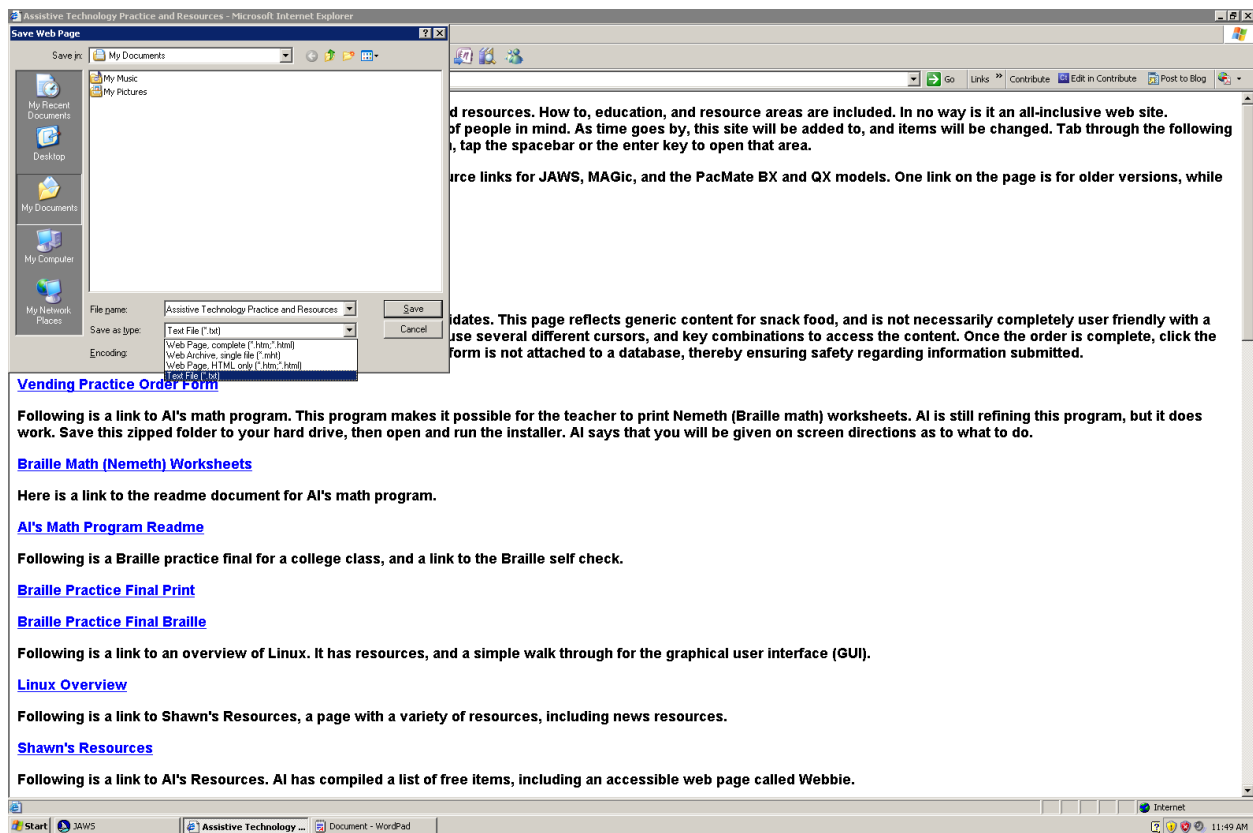 Assistive Technology Practice and Resources - Microsoft Internet Explorer
Save Web Page
Save in:
My Documents
My Music
My Pictures
My Recent
Documents
Desktop
My Documents
My Computer
My Network
Places
File name:
Assistive Technology Practice and Resources
Save
Save as type:
Text File (*.txt)
Cancel
Encoding:
Web Page, complete (*.htm;*.html)
Web Archive, single file (*.mht)
Web Page, HTML only (*.htm;*.html)
Text File (*.txt)
Go
Links »
Contribute
Edit in Contribute
Post to Blog
d resources. How to, education, and resource areas are included. In no way is it an all-inclusive web site.
of people in mind. As time goes by, this site will be added to, and items will be changed. Tab through the following
, tap the spacebar or the enter key to open that area.
urce links for JAWS, MAGic, and the PacMate BX and QX models. One link on the page is for older versions, while
idates. This page reflects generic content for snack food, and is not necessarily completely user friendly with a
use several different cursors, and key combinations to access the content. Once the order is complete, click the
form is not attached to a database, thereby ensuring safety regarding information submitted.
Vending Practice Order Form
Following is a link to Al's math program. This program makes it possible for the teacher to print Nemeth (Braille math) worksheets. Al is still refining this program, but it does
work. Save this zipped folder to your hard drive, then open and run the installer. Al says that you will be given on screen directions as to what to do.
Braille Math (Nemeth) Worksheets
Here is a link to the readme document for Al's math program.
Al's Math Program Readme
Following is a Braille practice final for a college class, and a link to the Braille self check.
Braille Practice Final Print
Braille Practice Final Braille
Following is a link to an overview of Linux. It has resources, and a simple walk through for the graphical user interface (GUI).
Linux Overview
Following is a link to Shawn's Resources, a page with a variety of resources, including news resources.
Shawn's Resources
Following is a link to Al's Resources. Al has compiled a list of free items, including an accessible web page called Webbie.
Internet
Start
JAWS
Assistive Technology ...
Document - WordPad
11:49 AM